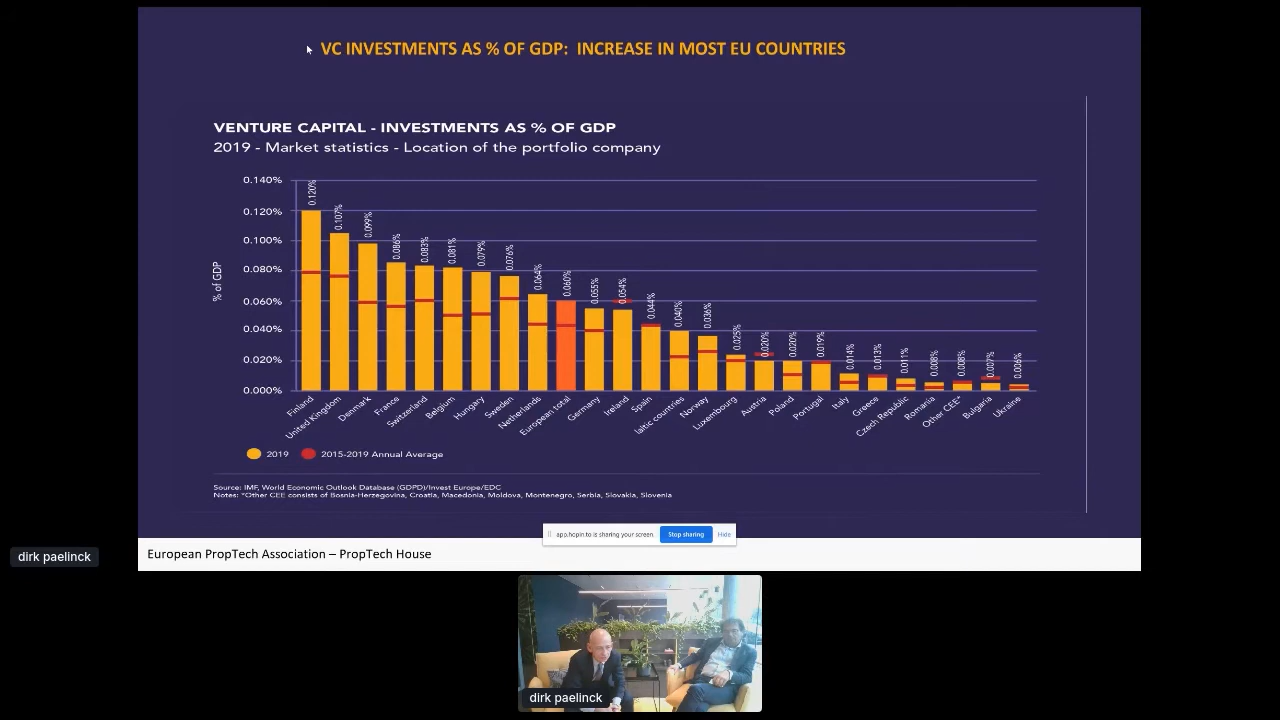 VC INVESTMENTS AS % OF GDP:  INCREASE IN MOST EU COUNTRIES
VENTURE CAPITAL - INVESTMENTS AS % OF GDP
2019 - Market statistics - Location of the portfolio company
% of GDP
0.140%
0.120%
0.100%
0.080%
0.060%
0.040%
0.020%
0.000%
0.120%
0.107%
0.099%
0.086%
0.083%
0.081%
0.079%
0.076%
0.064%
0.060%
0.055%
0.054%
0.044%
0.040%
0.036%
0.025%
0.020%
0.020%
0.019%
0.014%
0.013%
0.011%
0.008%
0.008%
0.007%
0.006%
Finland
United Kingdom
Denmark
France
Switzerland
Belgium
Hungary
Sweden
Netherlands
European total
Germany
Ireland
Spain
laltic countries
Norway
Luxembourg
Austria
Poland
Portugal
Italy
Greece
Czech Republic
Romania
Other CEE*
Bulgaria
Ukraine
2019
2015-2019 Annual Average
Source: IMF, World Economic Outlook Database (GDPD)/Invest Europe/EDC
Notes: *Other CEE consists of Bosnia-Herzegovina, Croatia, Macedonia, Moldova, Montenegro, Serbia, Slovakia, Slovenia
app.hopin.to is sharing your screen.
Stop sharing
Hide
European PropTech Association – PropTech House
dirk paelinck
dirk paelinck